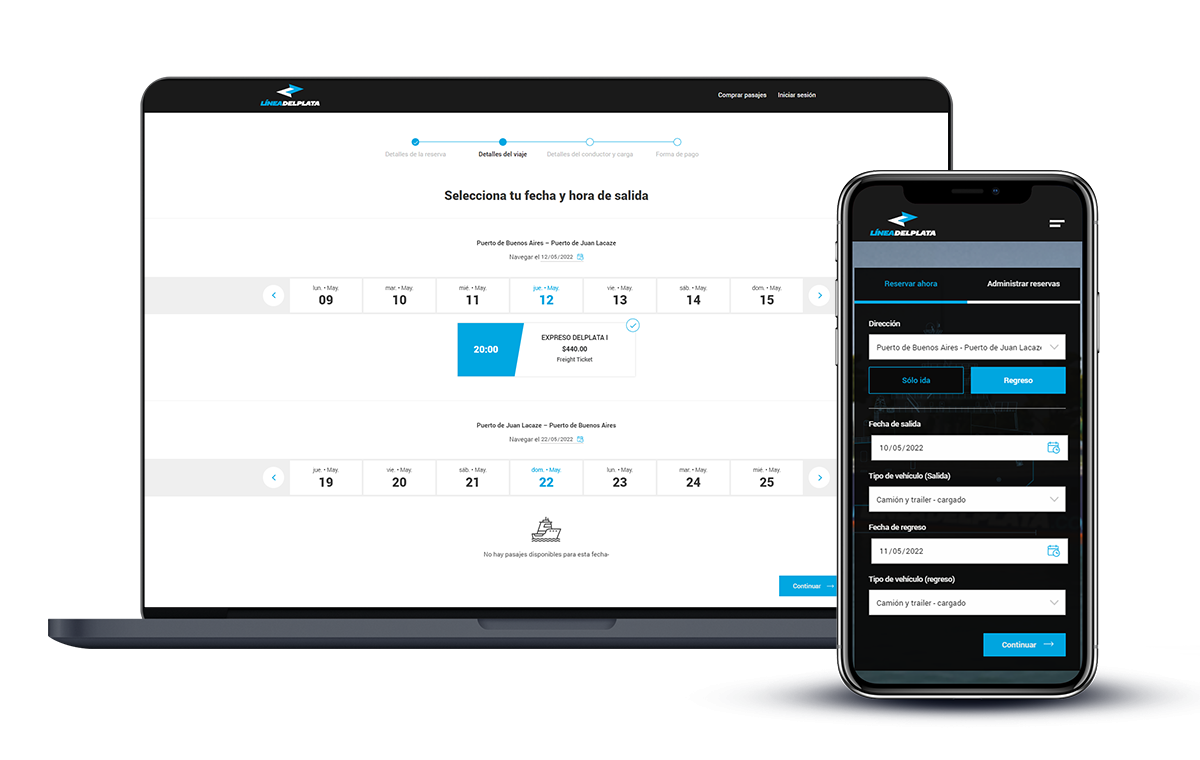 LÍNEADELPLATA
Comprar pasajes Iniciar sesión
Detalles de la reserva Detalles del viaje Detalles del conductor y carga Forma de pago
Selecciona tu fecha y hora de salida
Puerto de Buenos Aires – Puerto de Juan Lacaze
Navegar el 12/05/2022
lun. • May. mar. • May. mié. • May. jue. • May. vie. • May. sáb. • May. dom. • May.
09 10 11 12 13 14 15
20:00
EXPRESO DELPLATA I
$440.00
Freight Ticket
Puerto de Juan Lacaze – Puerto de Buenos Aires
Navegar el 22/05/2022
jue. • May. vie. • May. sáb. • May. dom. • May. lun. • May. mar. • May. mié. • May.
19 20 21 22 23 24 25
No hay pasajes disponibles para esta fecha-
Continuar
LÍNEADELPLATA
Reservar ahora Administrar reservas
Dirección
Puerto de Buenos Aires - Puerto de Juan Lacaz
Sólo ida Regreso
Fecha de salida
10/05/2022
Tipo de vehículo (Salida)
Camión y trailer - cargado
Fecha de regreso
11/05/2022
Tipo de vehículo (regreso)
Camión y trailer - cargado
Continuar